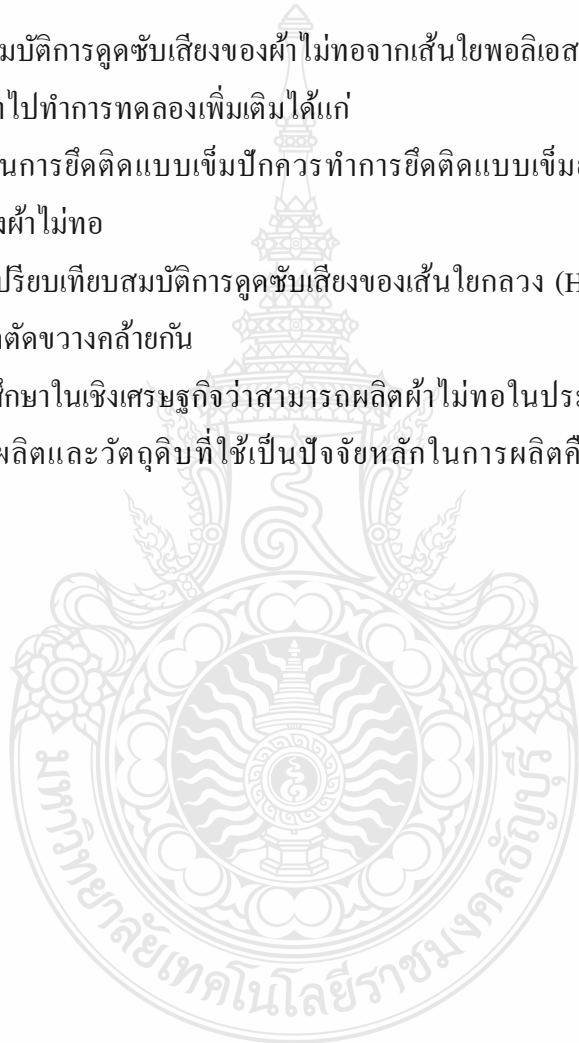 มบัติการดูดซับเสียงของผ้าไม่ทอจากเส้นใยพอลิเอส
ไปทำการทดลองเพิ่มเติมได้แก่
นการยึดติดแบบเข็มปักควรทำการยึดติดแบบเข็ม
งผ้าไม่ทอ
เปรียบเทียบสมบัติการดูดซับเสียงของเส้นใยกลวง (H
ตัดขวางคล้ายกัน
ศึกษาในเชิงเศรษฐกิจว่าสามารถผลิตผ้าไม่ทอในประ
ผลิตและวัตถุดิบที่ใช้เป็นปัจจัยหลักในการผลิตคื
มหาวิทยาลัยเทคโนโลยีราชมงคลธัญบุรี